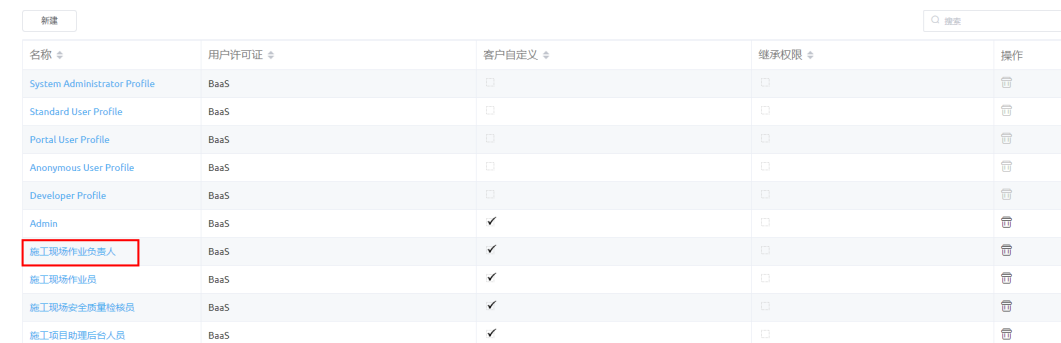 新建
搜索
名称 用户许可证 客户自定义 继承权限 操作
System Administrator Profile BaaS
Standard User Profile BaaS
Portal User Profile BaaS
Anonymous User Profile BaaS
Developer Profile BaaS
Admin BaaS
施工现场作业负责人 BaaS
施工现场作业员 BaaS
施工现场安全质量检核员 BaaS
施工项目助理后台人员 BaaS